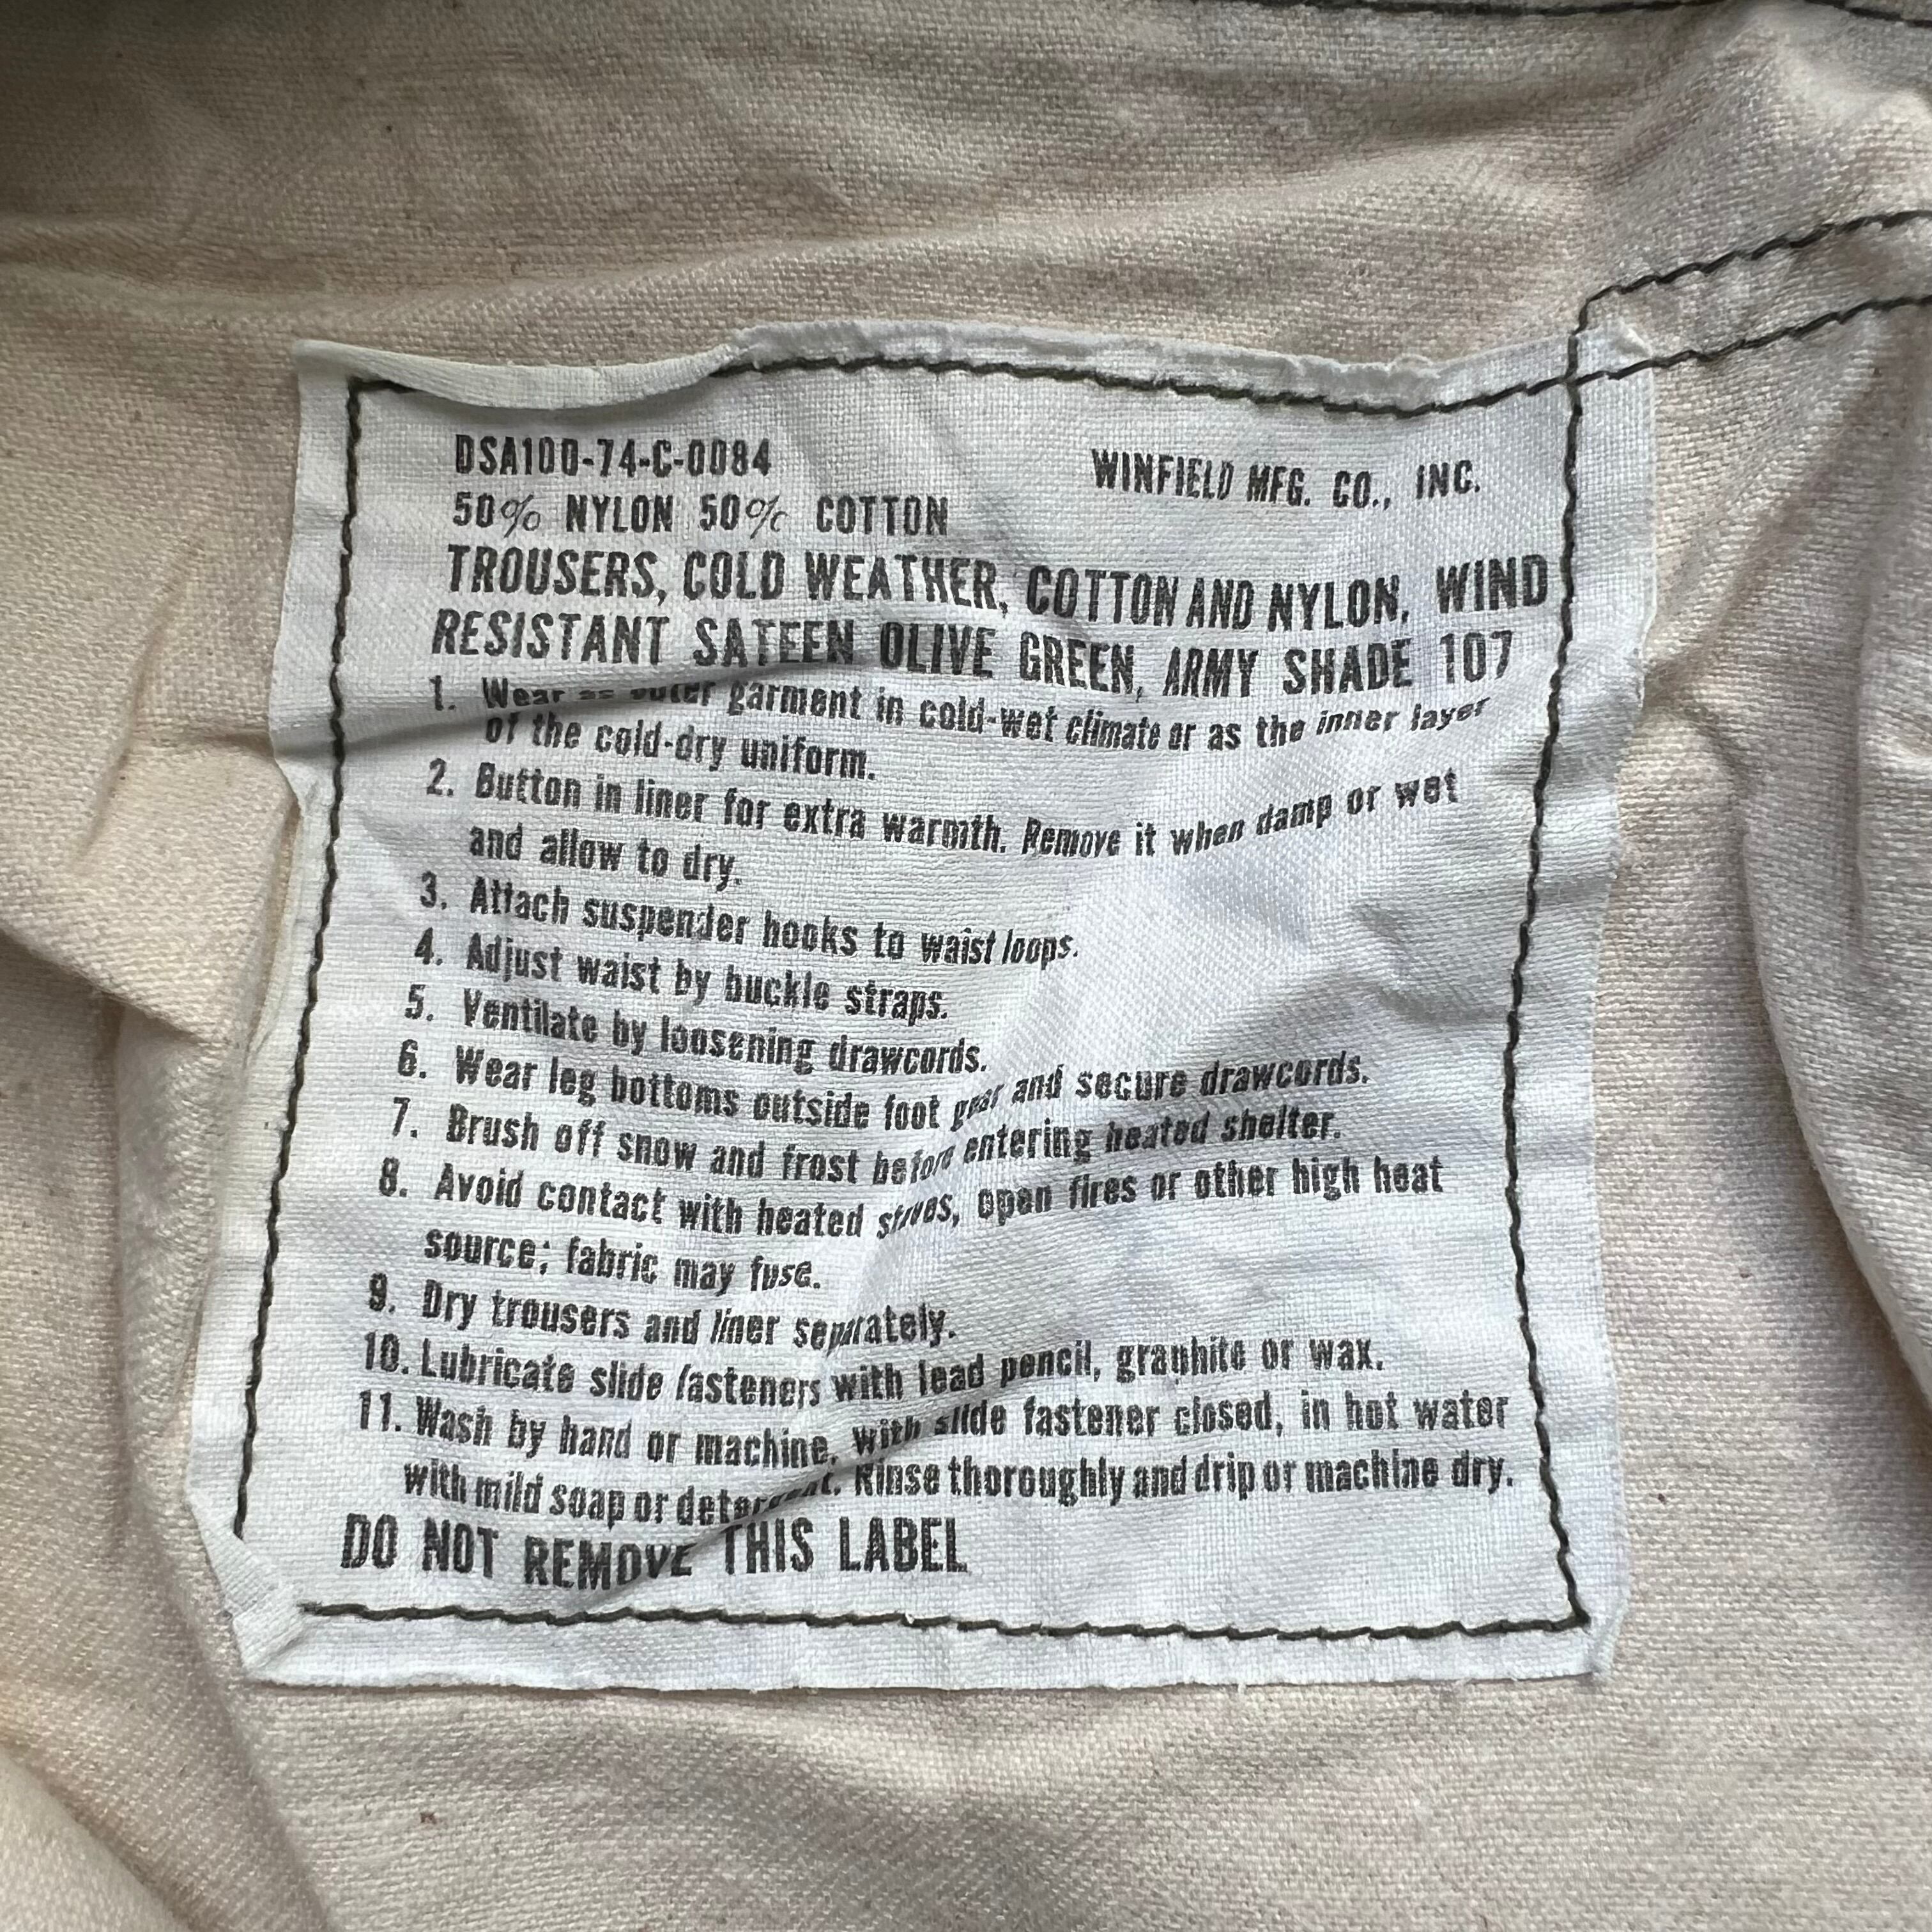 DSA100-74-C-0084 WINFIELD MFG. CO., INC.
50% NYLON 50% COTTON
TROUSERS, COLD WEATHER, COTTON AND NYLON, WIND
RESISTANT SATEEN OLIVE GREEN, ARMY SHADE 107
1. Wear as outer garment in cold-wet climate or as the inner layer
of the cold-dry uniform.
2. Button in liner for extra warmth. Remove it when damp or wet
and allow to dry.
3. Attach suspender hooks to waist loops.
4. Adjust waist by buckle straps.
5. Ventilate by loosening drawcords.
6. Wear leg bottoms outside foot gear and secure drawcords.
7. Brush off snow and frost before entering heated shelter.
8. Avoid contact with heated stoves, open fires or other high heat
source; fabric may fuse.
9. Dry trousers and liner separately.
10. Lubricate slide fasteners with lead pencil, graphite or wax.
11. Wash by hand or machine, with slide fastener closed, in hot water
with mild soap or detergent. Rinse thoroughly and drip or machine dry.
DO NOT REMOVE THIS LABEL